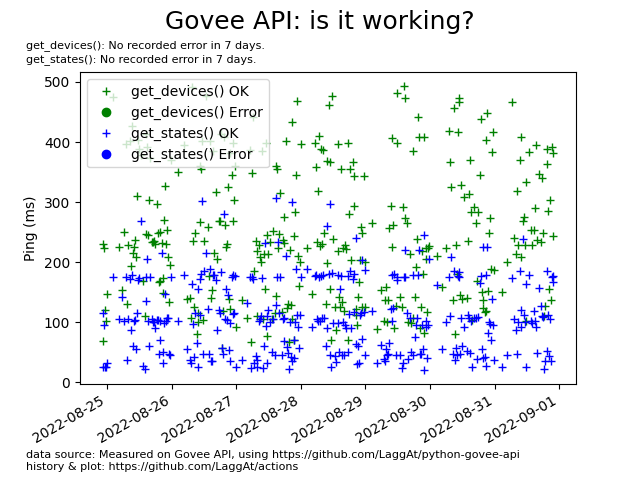 Govee API: is it working?
get_devices(): No recorded error in 7 days.
get_states(): No recorded error in 7 days.
500
400
300
200
100
0
Ping (ms)
get_devices() OK
get_devices() Error
get_states() OK
get_states() Error
2022-08-25
2022-08-26
2022-08-27
2022-08-28
2022-08-29
2022-08-30
2022-08-31
2022-09-01
data source: Measured on Govee API, using https://github.com/LaggAt/python-govee-api
history & plot: https://github.com/LaggAt/actions